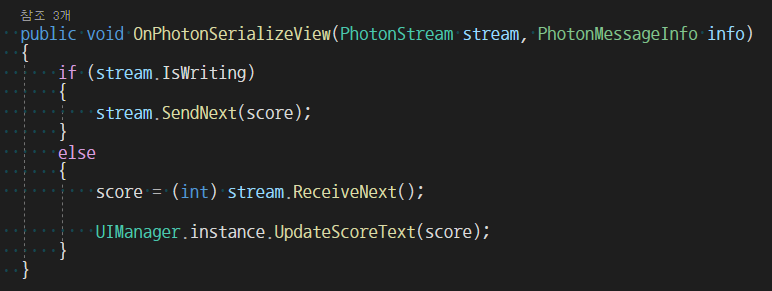 참조 3개
public void OnPhotonSerializeView(PhotonStream stream, PhotonMessageInfo info)
{
if (stream.IsWriting)
{
stream.SendNext(score);
}
else
{
score = (int) stream.ReceiveNext();
UIManager.instance.UpdateScoreText(score);
}
}